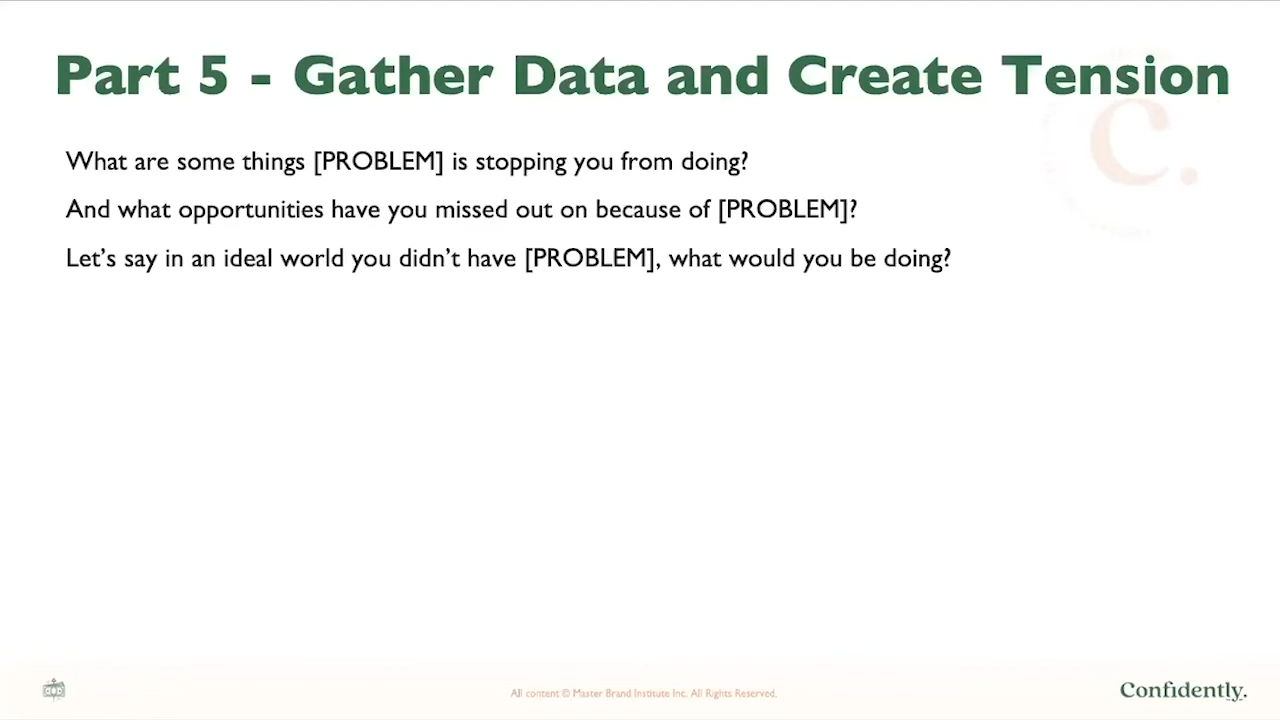 Part 5 - Gather Data and Create Tension
What are some things [PROBLEM] is stopping you from doing?
And what opportunities have you missed out on because of [PROBLEM]?
Let’s say in an ideal world you didn’t have [PROBLEM], what would you be doing?
C.
All content © Master Brand Institute Inc. All Rights Reserved.
Confidently.